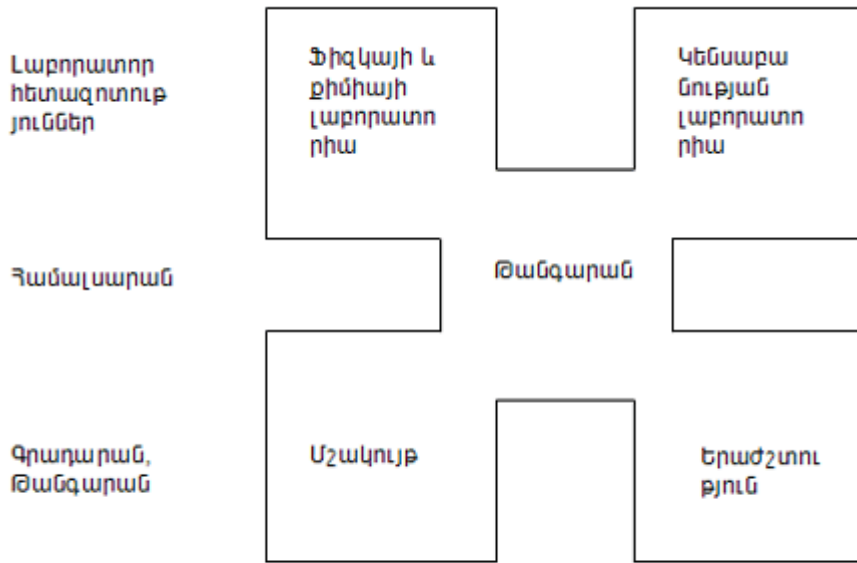 Լաբորատոր
հետազոտութ
յուններ
Ֆիզկայի և
քիմիայի
լաբորատո
րիա
Կենսաբա
նության
լաբորատո
րիա
Համալսարան
Թանգարան
Գրադարան,
Թանգարան
Մշակույթ
Երաժշտու
թյուն